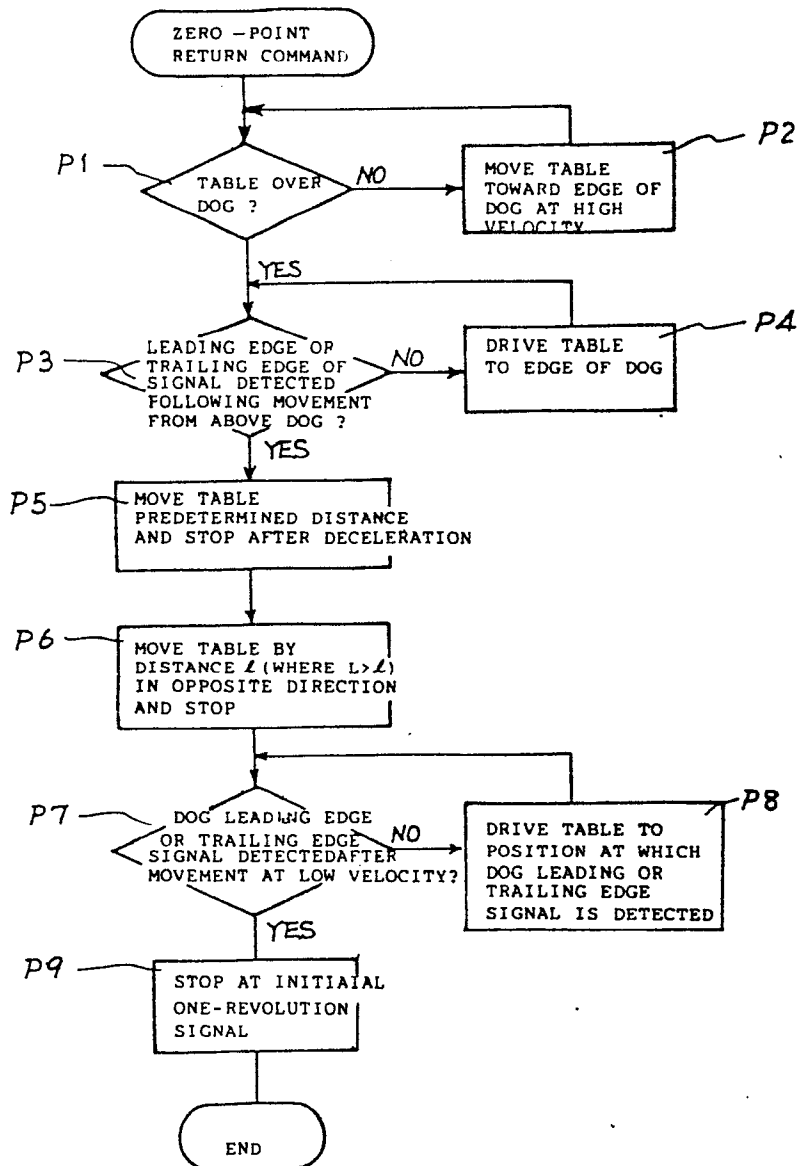 ZERO-POINT
RETURN COMMAND
P1
TABLE OVER
DOG ?
NO
P2
MOVE TABLE
TOWARD EDGE OF
DOG AT HIGH
VELOCITY
YES
P3
LEADING EDGE OR
TRAILING EDGE OF
SIGNAL DETECTED
FOLLOWING MOVEMENT
FROM ABOVE DOG ?
NO
P4
DRIVE TABLE
TO EDGE OF DOG
YES
P5
MOVE TABLE
PREDETERMINED DISTANCE
AND STOP AFTER DECELERATION
P6
MOVE TABLE BY
DISTANCE ℓ (WHERE L>ℓ)
IN OPPOSITE DIRECTION
AND STOP
P7
DOG LEADING EDGE
OR TRAILING EDGE
SIGNAL DETECTEDAFTER
MOVEMENT AT LOW VELOCITY?
NO
P8
DRIVE TABLE TO
POSITION AT WHICH
DOG LEADING OR
TRAILING EDGE
SIGNAL IS DETECTED
YES
P9
STOP AT INITIAIAL
ONE-REVOLUTION
SIGNAL
END